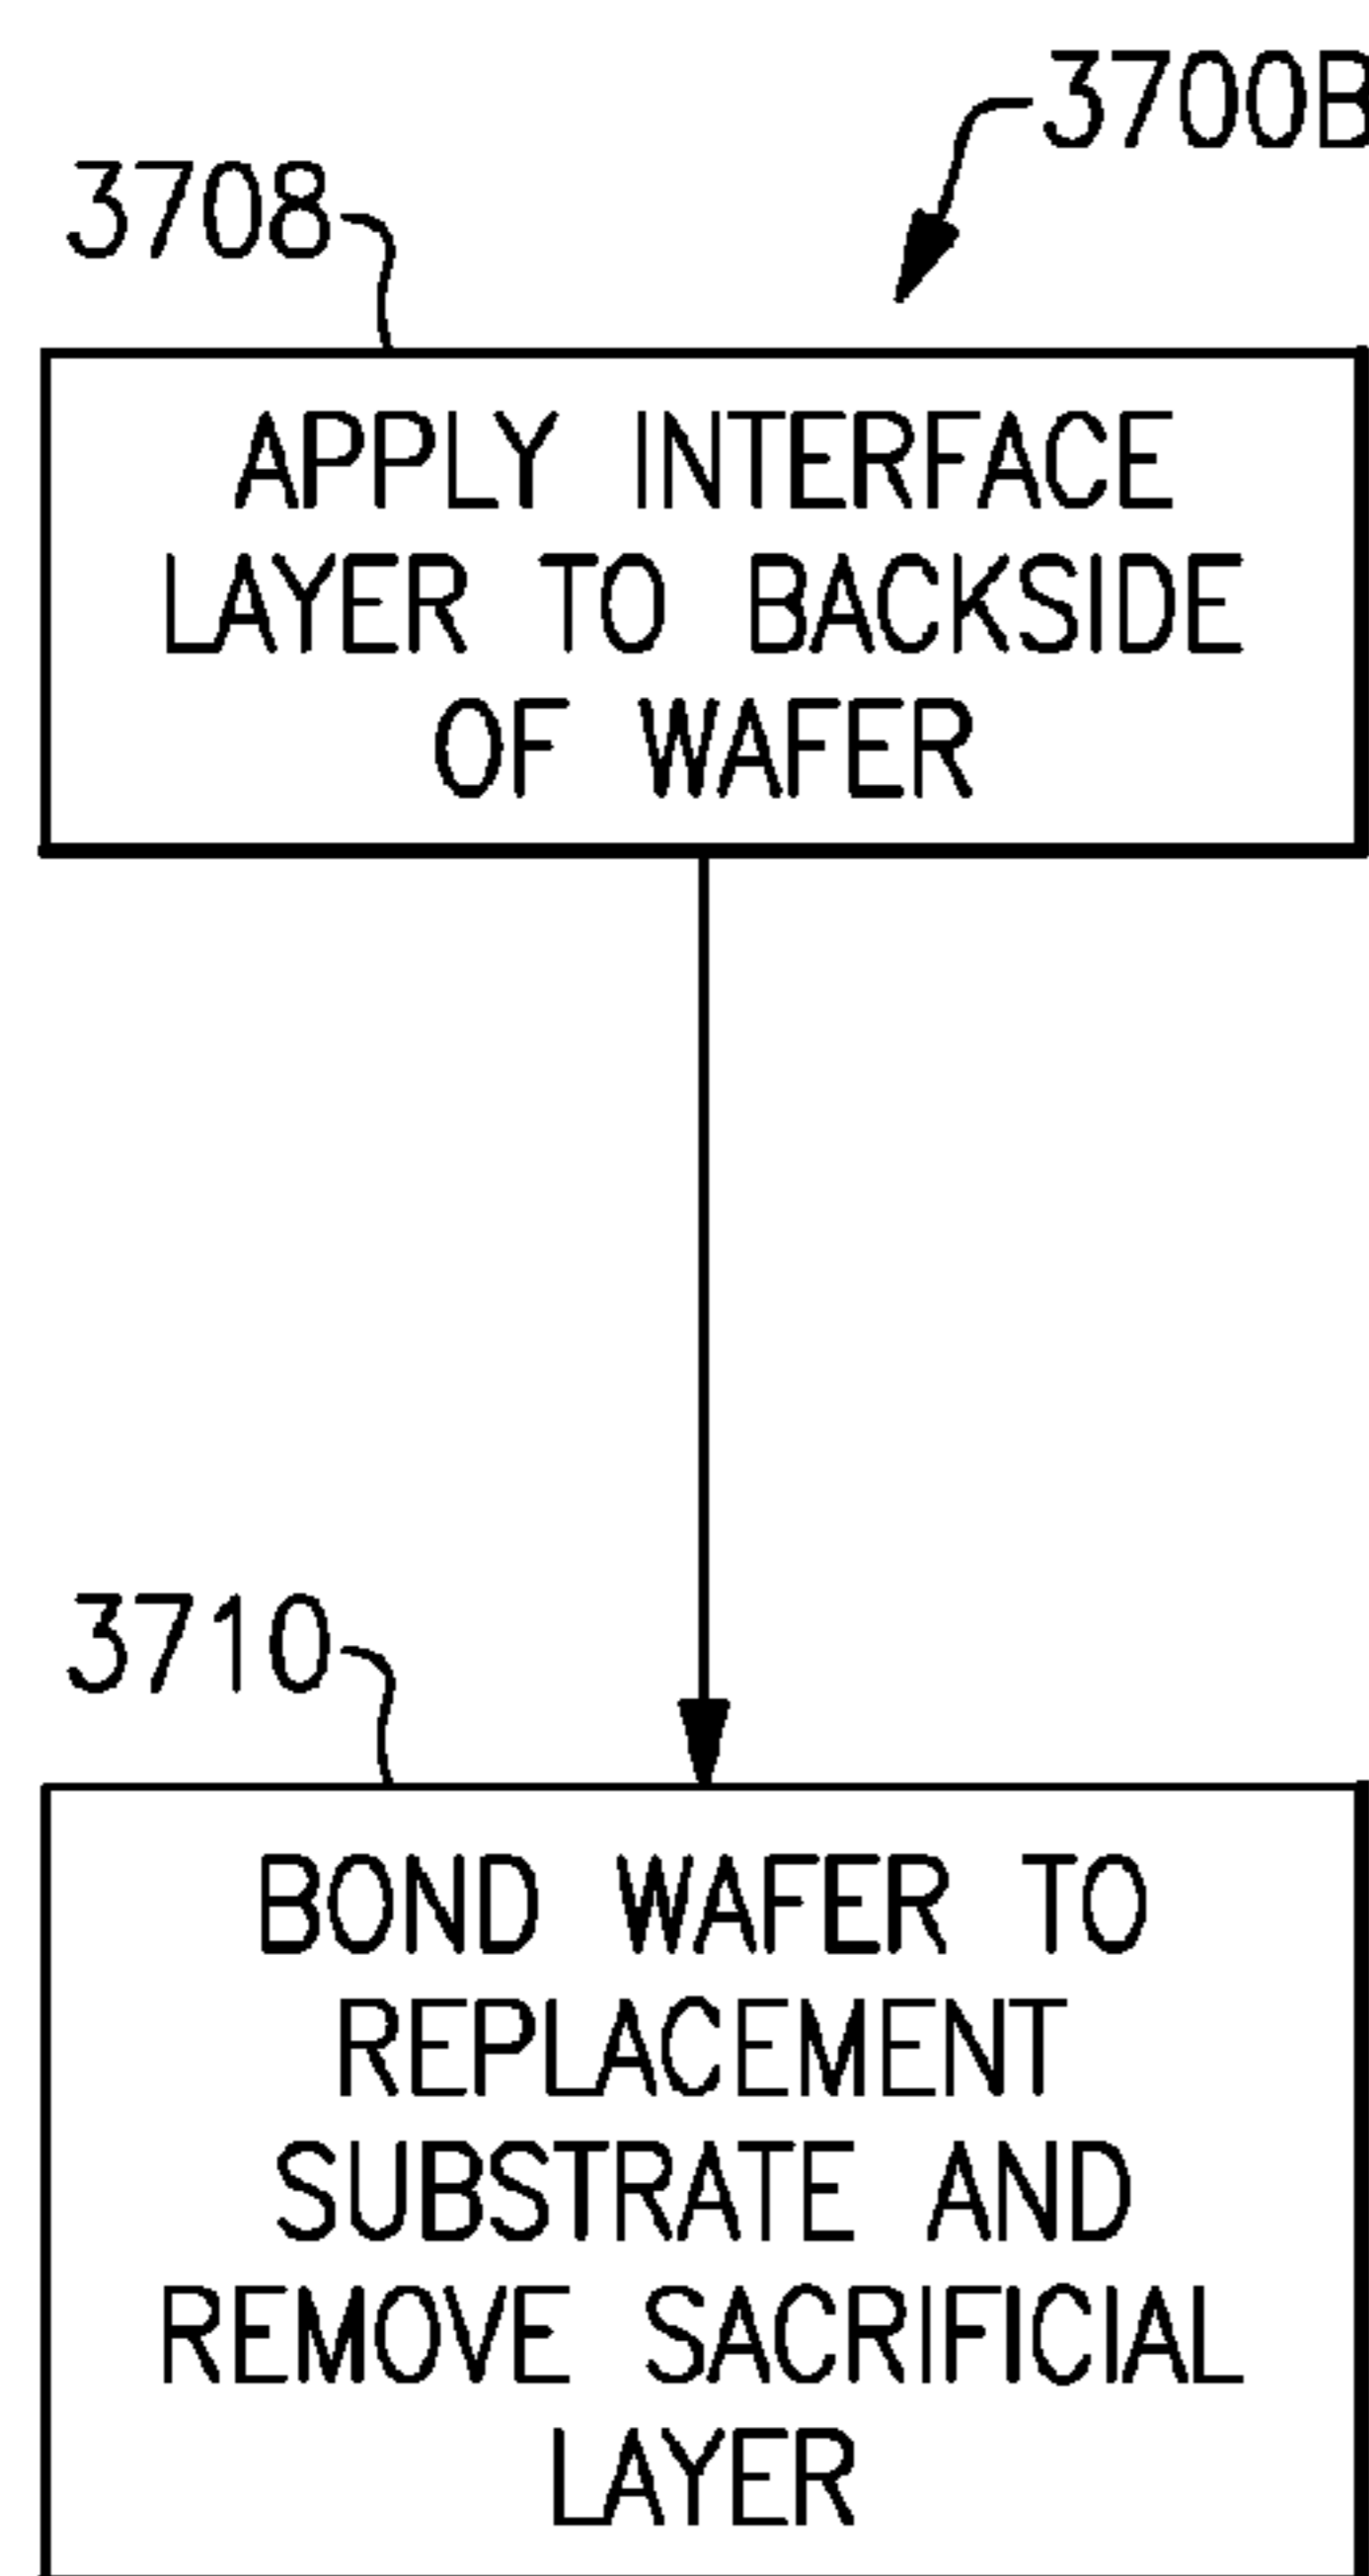 3700B
3708
APPLY INTERFACE
LAYER TO BACKSIDE
OF WAFER
3710
BOND WAFER TO
REPLACEMENT
SUBSTRATE AND
REMOVE SACRIFICIAL
LAYER